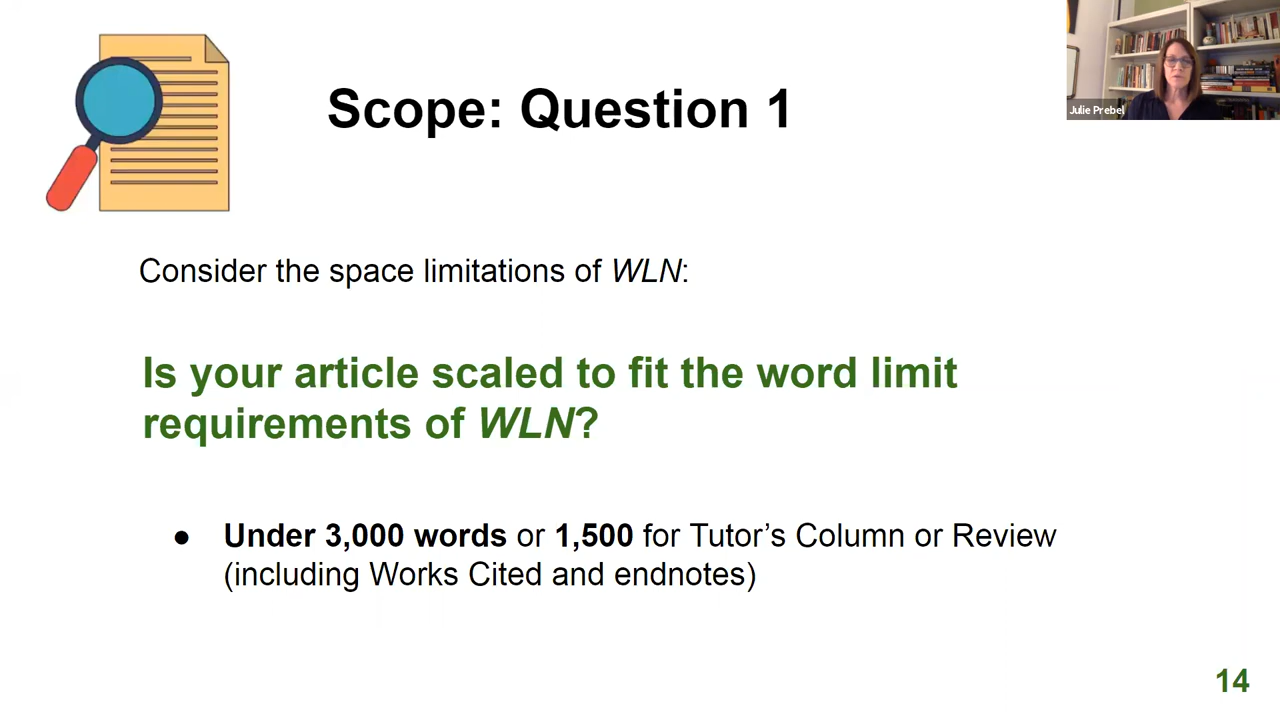 Scope: Question 1
Julie Prebel
Consider the space limitations of WLN:
Is your article scaled to fit the word limit
requirements of WLN?
● Under 3,000 words or 1,500 for Tutor’s Column or Review
(including Works Cited and endnotes)
14